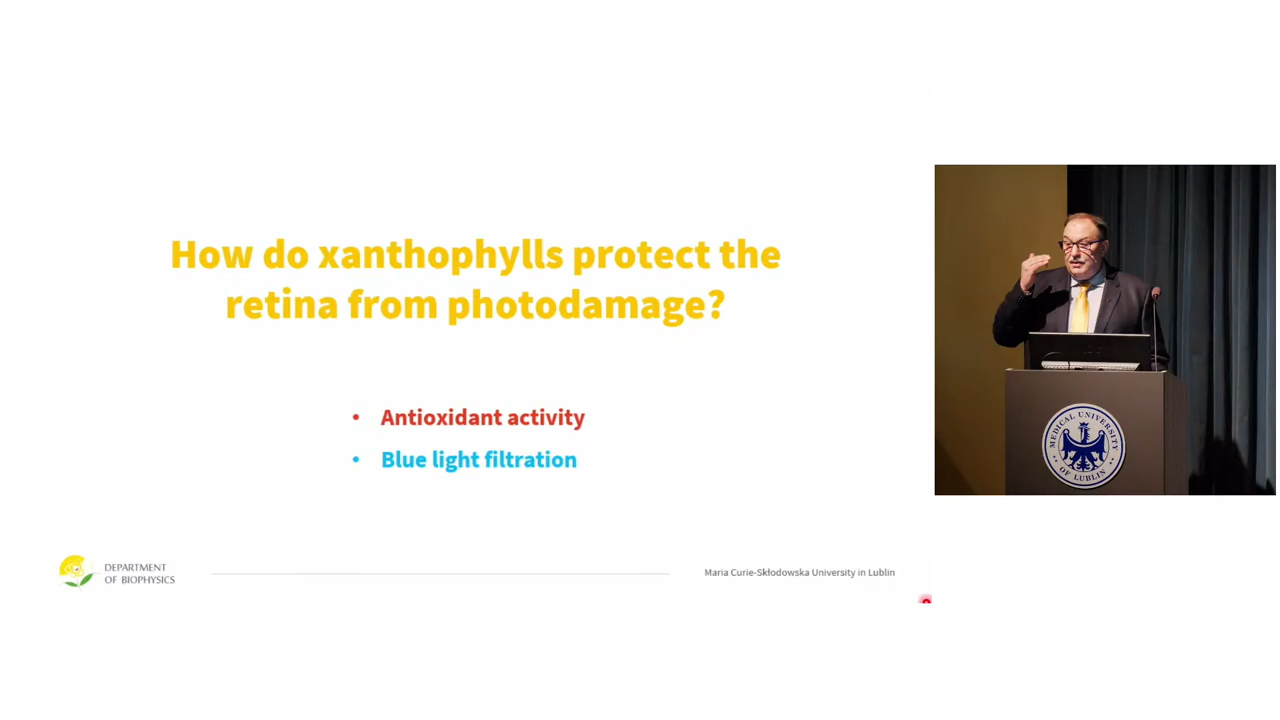 How do xanthophylls protect the
retina from photodamage?
• Antioxidant activity
• Blue light filtration
DEPARTMENT
OF BIOPHYSICS
Maria Curie-Skłodowska University in Lublin
MEDICAL UNIVERSITY
OF LUBLIN